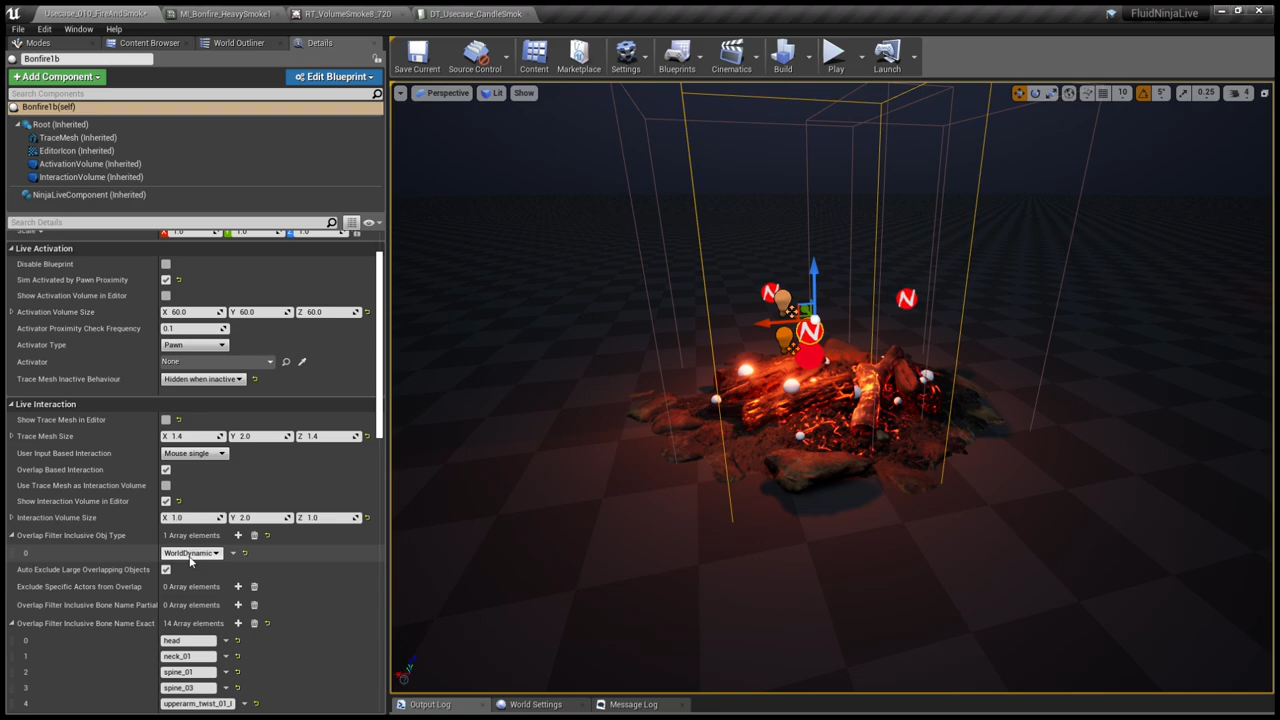 Usecase_010_FireAndSmok* MI_Bonfire_HeavySmoke1 RT_VolumeSmoke8_720 DT_Usecase_CandleSmok FluidNinjaLive
File Edit Window Help
Modes Content Browser World Outliner Details
Bonfire1b
+Add Component Edit Blueprint
Search Components
Bonfire1b(self)
Root (Inherited)
TraceMesh (Inherited)
EditorIcon (Inherited)
ActivationVolume (Inherited)
InteractionVolume (Inherited)
NinjaLiveComponent (Inherited)
Search Details
Scale X 1.0 Y 1.0 Z 1.0
Live Activation
Disable Blueprint
Sim Activated by Pawn Proximity
Show Activation Volume in Editor
Activation Volume Size X 60.0 Y 60.0 Z 60.0
Activator Proximity Check Frequency 0.1
Activator Type Pawn
Activator None
Trace Mesh Inactive Behaviour Hidden when inactive
Live Interaction
Show Trace Mesh in Editor
Trace Mesh Size X 1.4 Y 2.0 Z 1.4
User Input Based Interaction Mouse single
Overlap Based Interaction
Use Trace Mesh as Interaction Volume
Show Interaction Volume in Editor
Interaction Volume Size X 1.0 Y 2.0 Z 1.0
Overlap Filter Inclusive Obj Type 1 Array elements
0 WorldDynamic
Auto Exclude Large Overlapping Objects
Exclude Specific Actors from Overlap 0 Array elements
Overlap Filter Inclusive Bone Name Partial 0 Array elements
Overlap Filter Inclusive Bone Name Exact 14 Array elements
0 head
1 neck_01
2 spine_01
3 spine_03
4 upperarm_twist_01_l
Save Current Source Control Content Marketplace Settings Blueprints Cinematics Build Play Launch
Perspective Lit Show 10 5° 0.25 4
N N N
Output Log World Settings Message Log